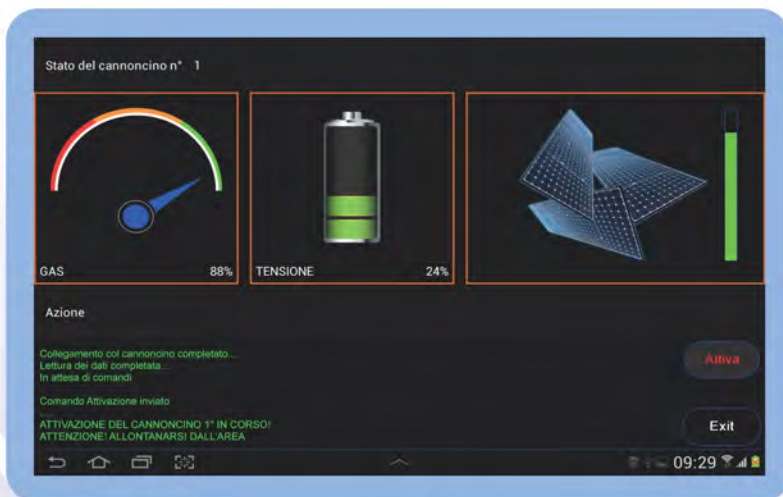 Stato del cannoncino n° 1
GAS 88%
TENSIONE 24%
Azione
Collegamento col cannoncino completato...
Lettura dei dati completata...
In attesa di comandi
Attiva
Comando Attivazione inviato
....
ATTIVAZIONE DEL CANNONCINO 1° IN CORSO!
ATTENZIONE! ALLONTANARSI DALL'AREA
Exit
09:29